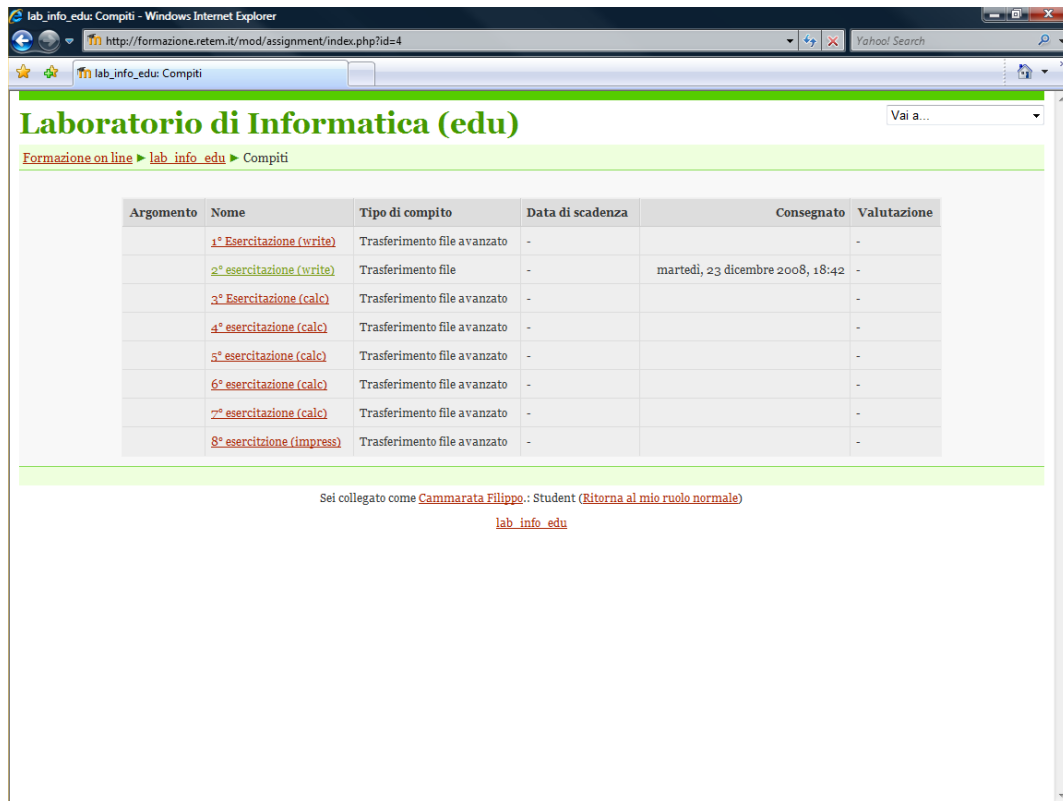 lab_info_edu: Compiti - Windows Internet Explorer
http://formazione.retem.it/mod/assignment/index.php?id=4
Yahoo! Search
lab_info_edu: Compiti
Laboratorio di Informatica (edu)
Vai a...
Formazione on line ► lab_info_edu ► Compiti
Argomento Nome Tipo di compito Data di scadenza Consegnato Valutazione
1° Esercitazione (write) Trasferimento file avanzato - -
2° esercitazione (write) Trasferimento file - martedì, 23 dicembre 2008, 18:42 -
3° Esercitazione (calc) Trasferimento file avanzato - -
4° esercitazione (calc) Trasferimento file avanzato - -
5° esercitazione (calc) Trasferimento file avanzato - -
6° esercitazione (calc) Trasferimento file avanzato - -
7° esercitazione (calc) Trasferimento file avanzato - -
8° esercitzione (impress) Trasferimento file avanzato - -
Sei collegato come Cammarata Filippo.: Student (Ritorna al mio ruolo normale)
lab_info_edu